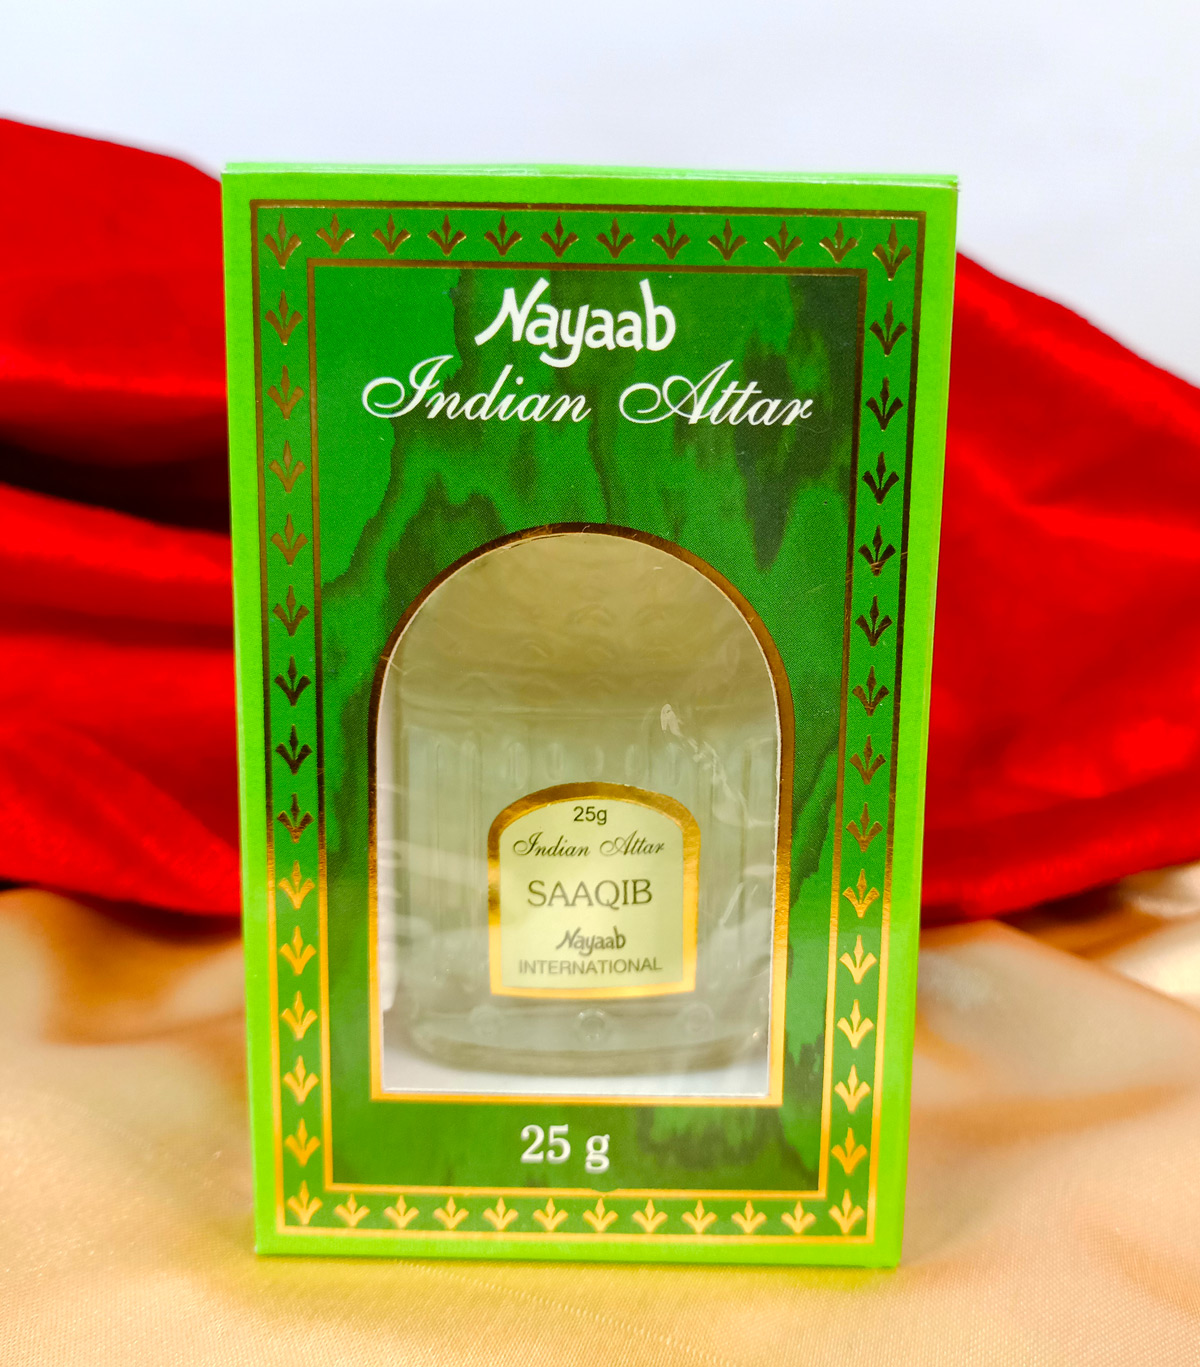 Nayaab
Indian Attar
25g
Indian Attar
SAAQIB
Nayaab
INTERNATIONAL
25 g